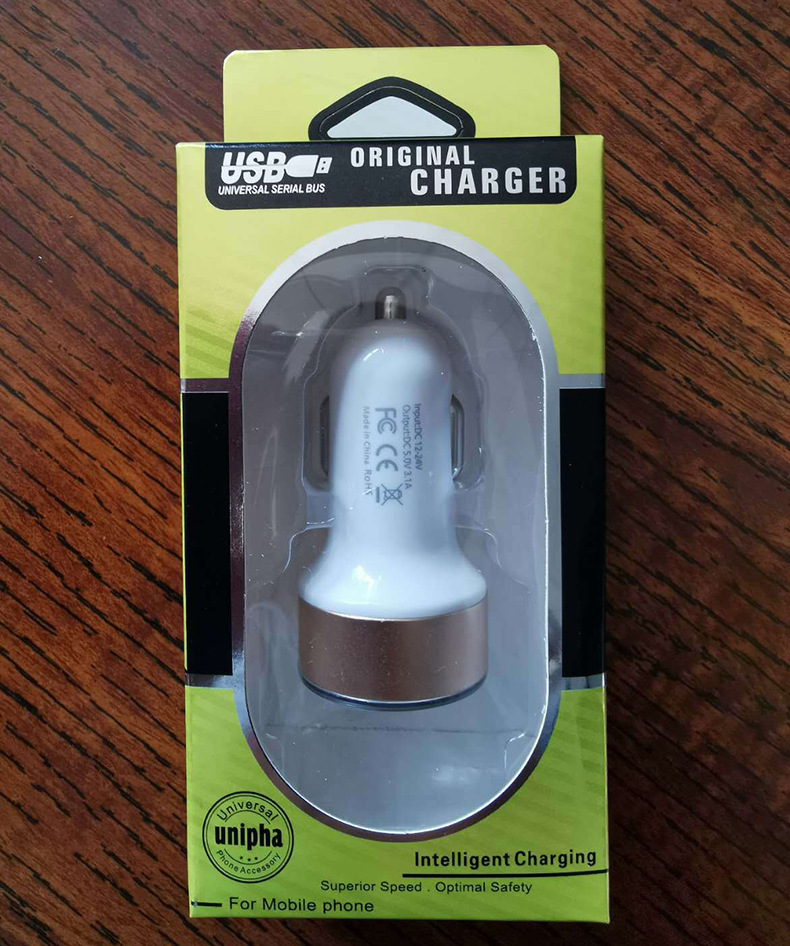 USB
UNIVERSAL SERIAL BUS
ORIGINAL
CHARGER
Input:DC 12-24V
Output:DC 5.0V 3.1A
FC CE
Made in China RoHS
Universal
unipha
Phone Accessory
Intelligent Charging
Superior Speed . Optimal Safety
For Mobile phone